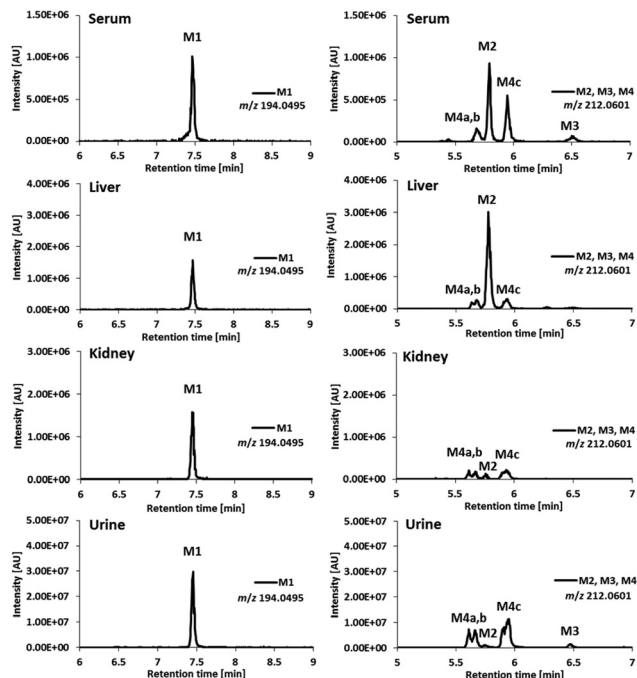 Serum
Intensity [AU]
1.50E+06
1.00E+06
5.00E+05
0.00E+00
M1
M1
m/z 194.0495
6 6.5 7 7.5 8 8.5 9
Retention time [min]
Serum
Intensity [AU]
1.50E+06
1.00E+06
5.00E+05
0.00E+00
M2
M4c
M4a,b
M3
M2, M3, M4
m/z 212.0601
5 5.5 6 6.5 7
Retention time [min]
Liver
Intensity [AU]
4.00E+06
3.00E+06
2.00E+06
1.00E+06
0.00E+00
M1
M1
m/z 194.0495
6 6.5 7 7.5 8 8.5 9
Retention time [min]
Liver
Intensity [AU]
4.00E+06
3.00E+06
2.00E+06
1.00E+06
0.00E+00
M2
M4a,b
M4c
M2, M3, M4
m/z 212.0601
5 5.5 6 6.5 7
Retention time [min]
Kidney
Intensity [AU]
3.00E+06
2.00E+06
1.00E+06
0.00E+00
M1
M1
m/z 194.0495
6 6.5 7 7.5 8 8.5 9
Retention time [min]
Kidney
Intensity [AU]
3.00E+06
2.00E+06
1.00E+06
0.00E+00
M4a,b
M2
M4c
M2, M3, M4
m/z 212.0601
5 5.5 6 6.5 7
Retention time [min]
Urine
Intensity [AU]
5.00E+07
4.00E+07
3.00E+07
2.00E+07
1.00E+07
0.00E+00
M1
M1
m/z 194.0495
6 6.5 7 7.5 8 8.5 9
Retention time [min]
Urine
Intensity [AU]
5.00E+07
4.00E+07
3.00E+07
2.00E+07
1.00E+07
0.00E+00
M4a,b
M2
M4c
M3
M2, M3, M4
m/z 212.0601
5 5.5 6 6.5 7
Retention time [min]